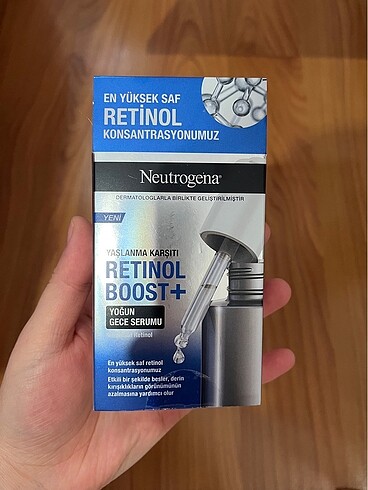 EN YÜKSEK SAF
RETİNOL
KONSANTRASYONUMUZ
Neutrogena®
DERMATOLOGLARLA BİRLİKTE GELİŞTİRİLMİŞTİR
YENİ
YAŞLANMA KARŞITI
RETINOL
BOOST+
YOĞUN
GECE SERUMU
Retinol
En yüksek saf retinol
konsantrasyonumuz
Etkili bir şekilde besler, derin
kırışıklıkların görünümünün
azalmasına yardımcı olur